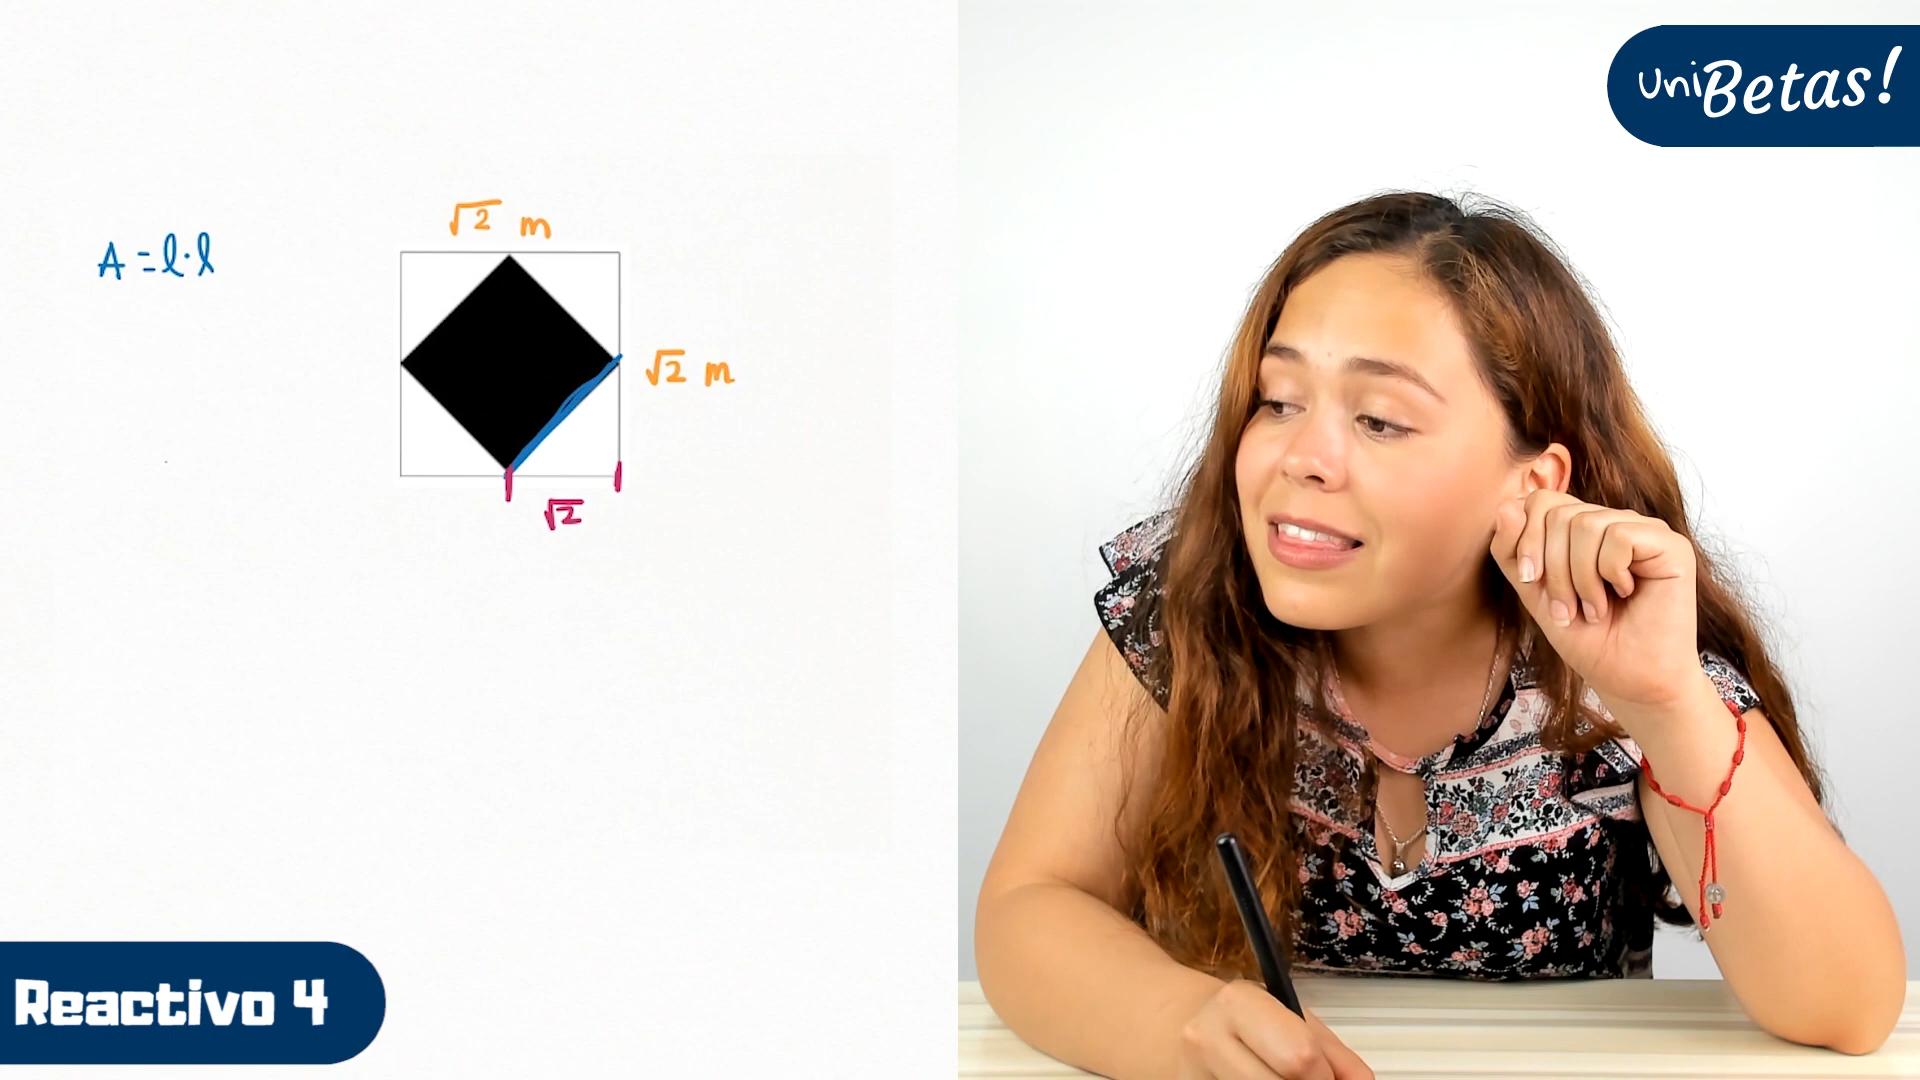 uniBetas!
√2 m
A = l·l
√2 m
√2
Reactivo 4